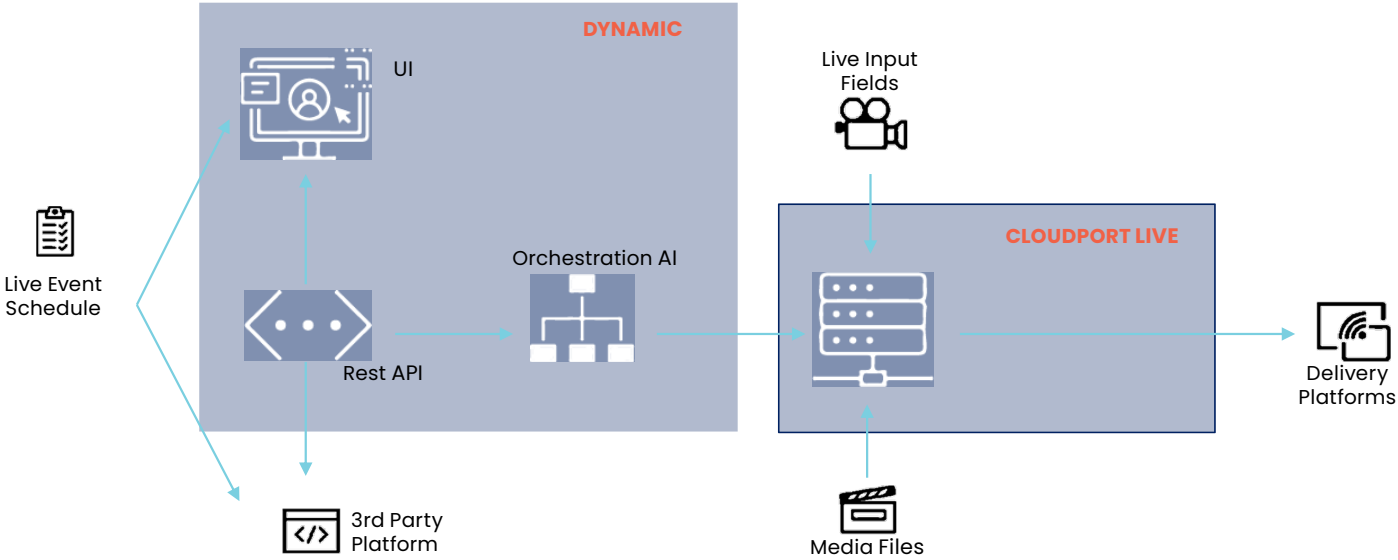 DYNAMIC
UI
Live Input
Fields
Live Event
Schedule
Orchestration AI
CLOUDPORT LIVE
Rest API
Delivery
Platforms
3rd Party
Platform
Media Files